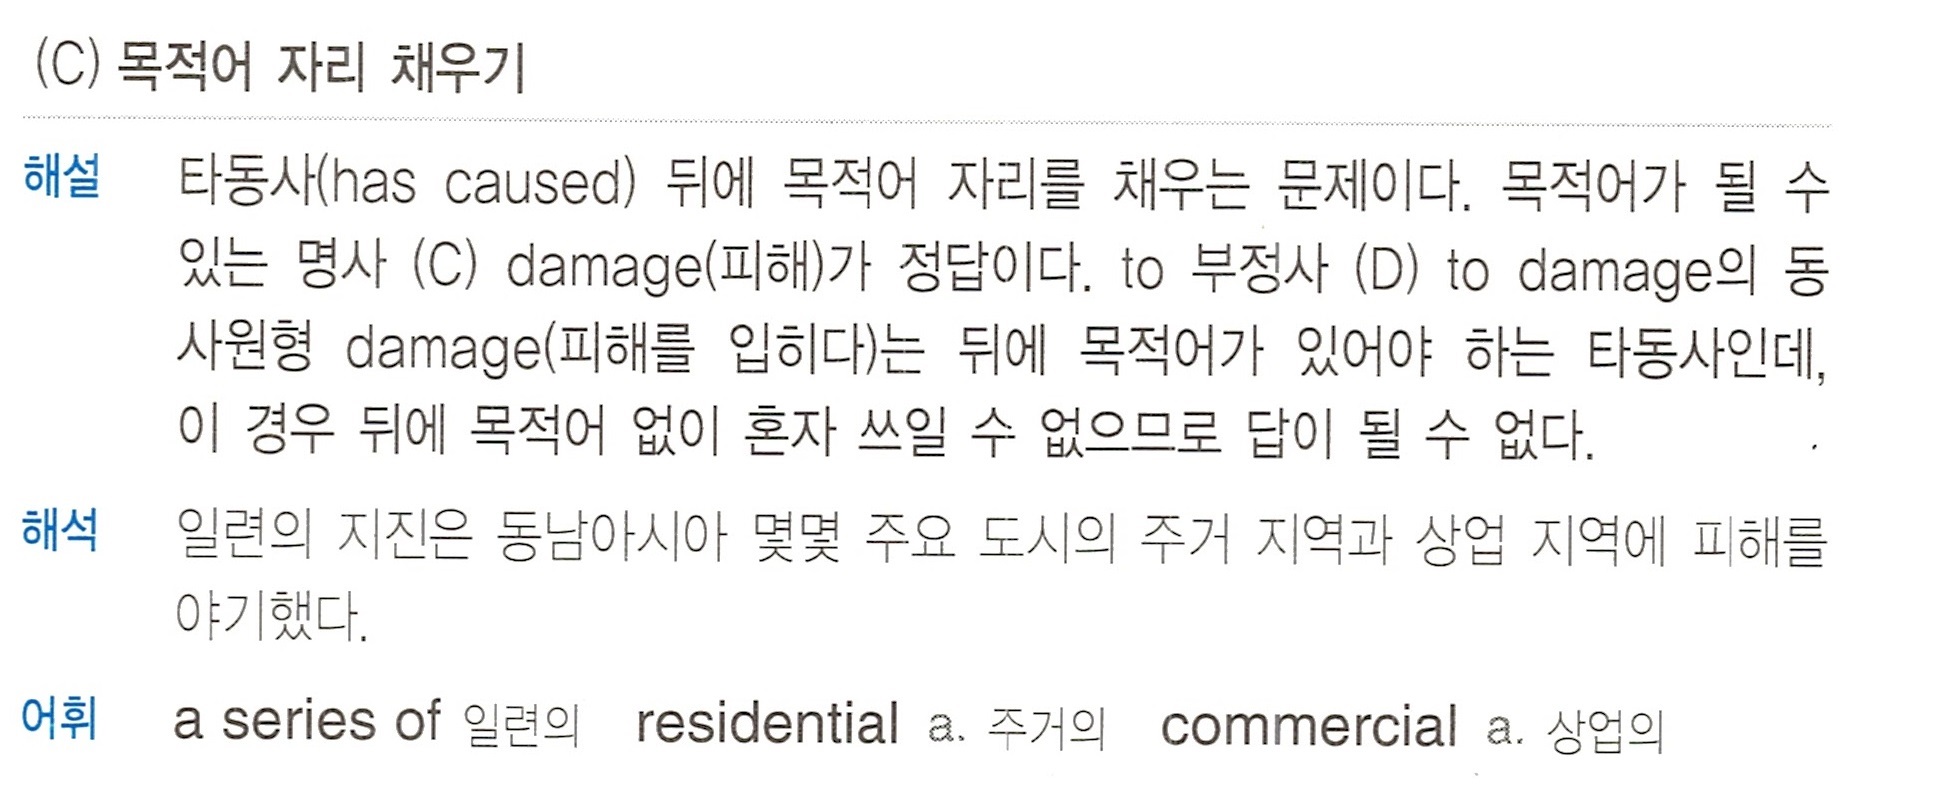 (C) 목적어 자리 채우기
해설 타동사(has caused) 뒤에 목적어 자리를 채우는 문제이다. 목적어가 될 수
있는 명사 (C) damage(피해)가 정답이다. to 부정사 (D) to damage의 동
사원형 damage(피해를 입히다)는 뒤에 목적어가 있어야 하는 타동사인데,
이 경우 뒤에 목적어 없이 혼자 쓰일 수 없으므로 답이 될 수 없다.
해석 일련의 지진은 동남아시아 몇몇 주요 도시의 주거 지역과 상업 지역에 피해를
야기했다.
어휘 a series of 일련의 residential a. 주거의 commercial a. 상업의